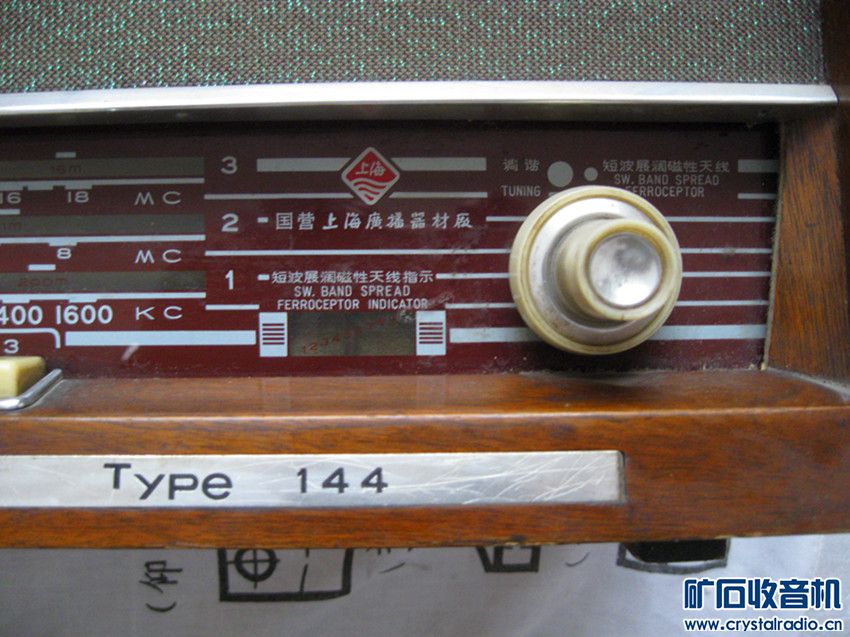 3
上海
调谐
TUNING
短波展阔磁性天线
SW. BAND SPREAD
FERROCEPTOR
16m
16 18 MC
2
国营上海廣播器材廠
8 MC
1
短波展阔磁性天线指示
SW. BAND SPREAD
FERROCEPTOR INDICATOR
400 1600 KC
3
TYPE 144
矿石收音机
www.crystalradio.cn